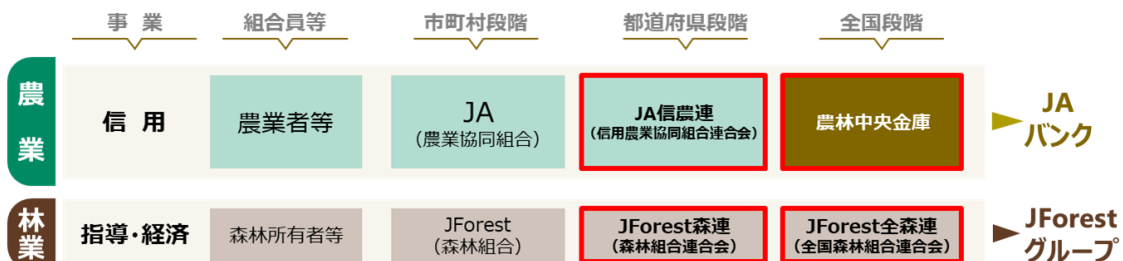 事 業
組合員等
市町村段階
都道府県段階
全国段階
農
業
信 用
農業者等
JA
(農業協同組合)
JA信農連
(信用農業協同組合連合会)
農林中央金庫
JA
バンク
林
業
指導・経済
森林所有者等
JForest
(森林組合)
JForest森連
(森林組合連合会)
JForest全森連
(全国森林組合連合会)
JForest
グループ